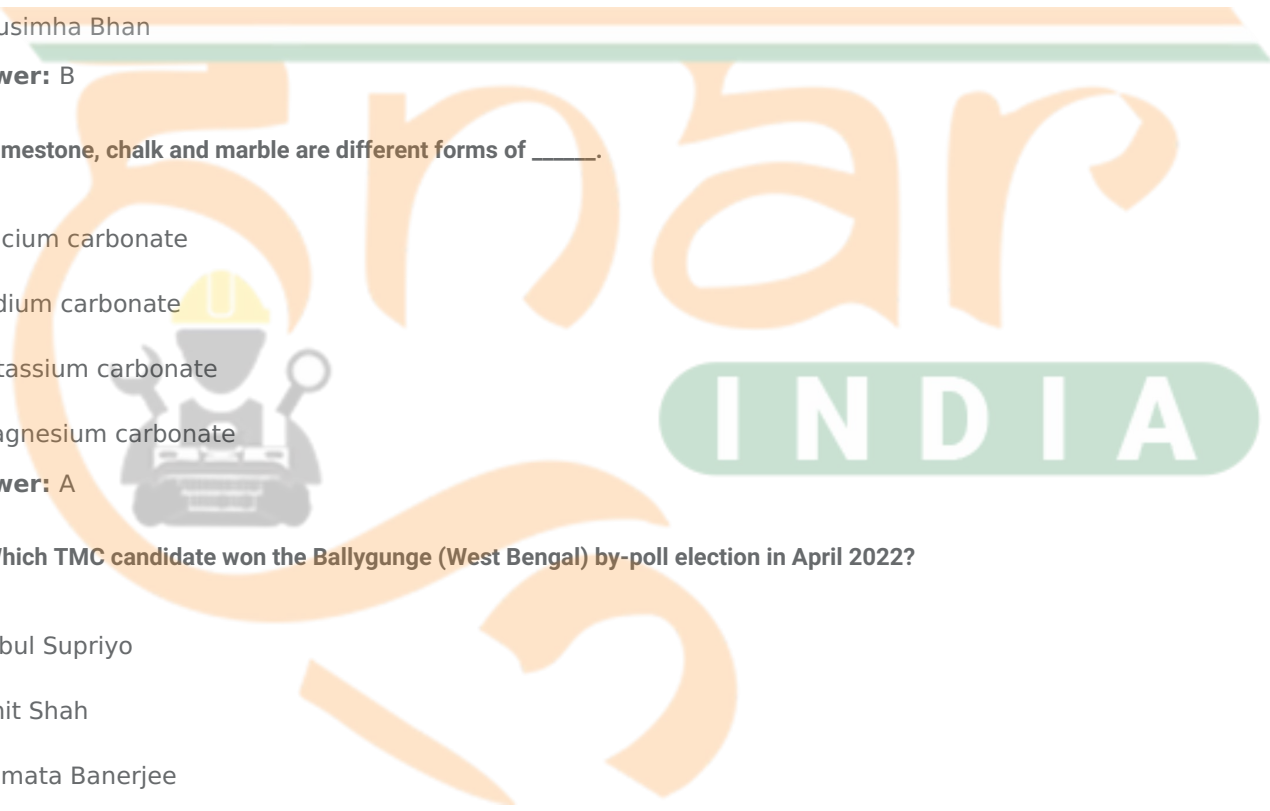 usimha Bhan
wer: B
mestone, chalk and marble are different forms of ______.
cium carbonate
dium carbonate
tassium carbonate
agnesium carbonate
wer: A
Which TMC candidate won the Ballygunge (West Bengal) by-poll election in April 2022?
bul Supriyo
nit Shah
mata Banerjee
INDIA